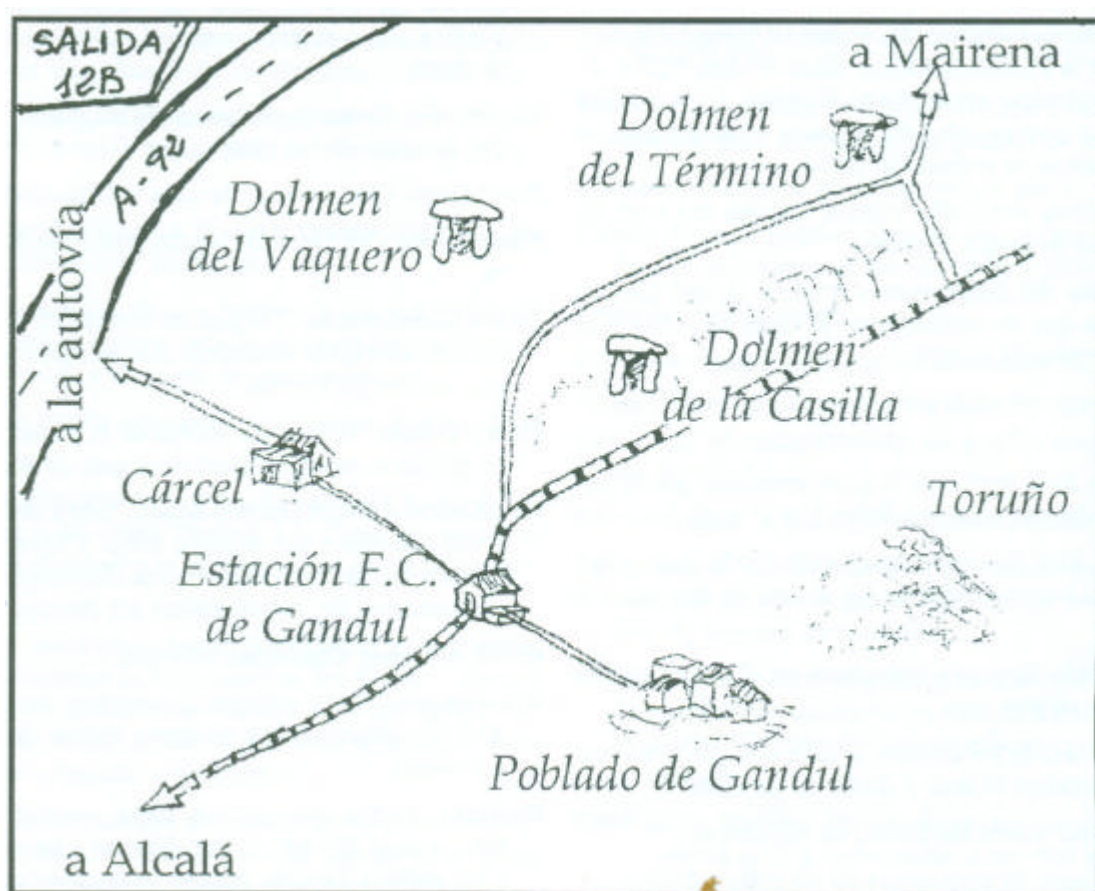 SALIDA
12B
A-92
a la autovía
a Mairena
Dolmen
del Término
Dolmen
del Vaquero
Dolmen
de la Casilla
Cárcel
Toruño
Estación F.C.
de Gandul
Poblado de Gandul
a Alcalá